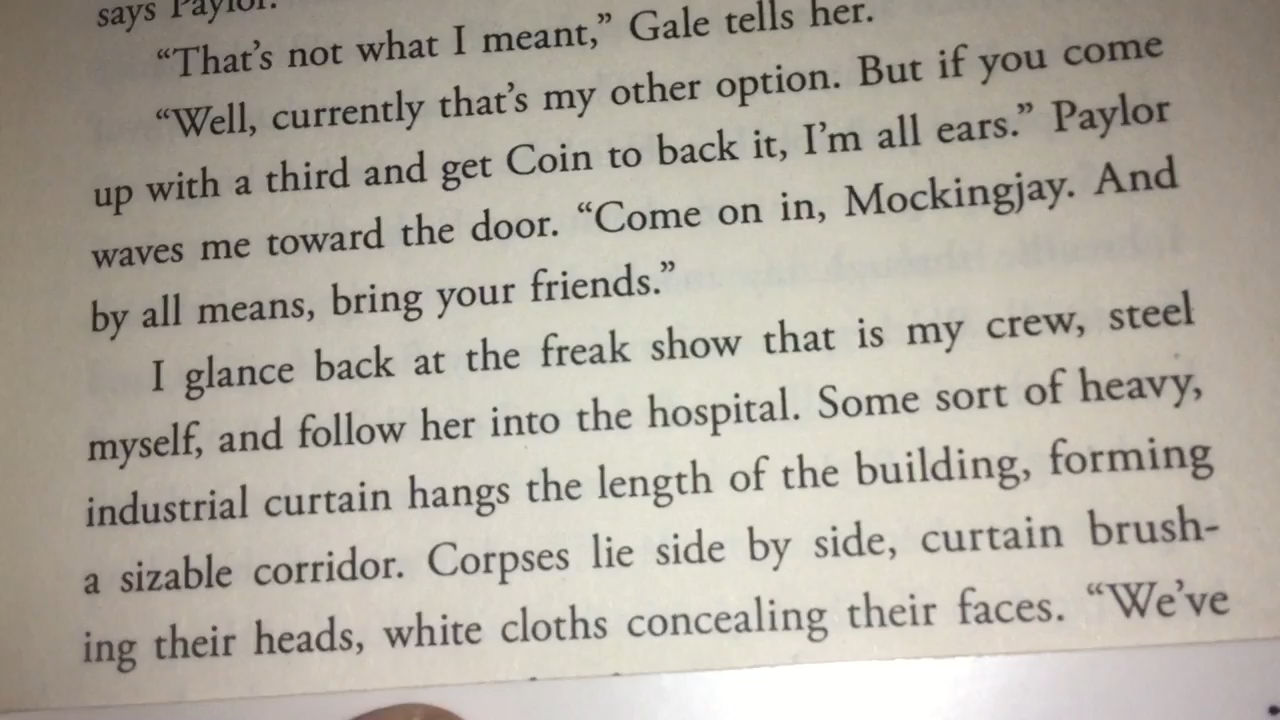 says Paylor.
“That’s not what I meant,” Gale tells her.
“Well, currently that’s my other option. But if you come
up with a third and get Coin to back it, I’m all ears.” Paylor
waves me toward the door. “Come on in, Mockingjay. And
by all means, bring your friends.”
I glance back at the freak show that is my crew, steel
myself, and follow her into the hospital. Some sort of heavy,
industrial curtain hangs the length of the building, forming
a sizable corridor. Corpses lie side by side, curtain brush-
ing their heads, white cloths concealing their faces. “We’ve